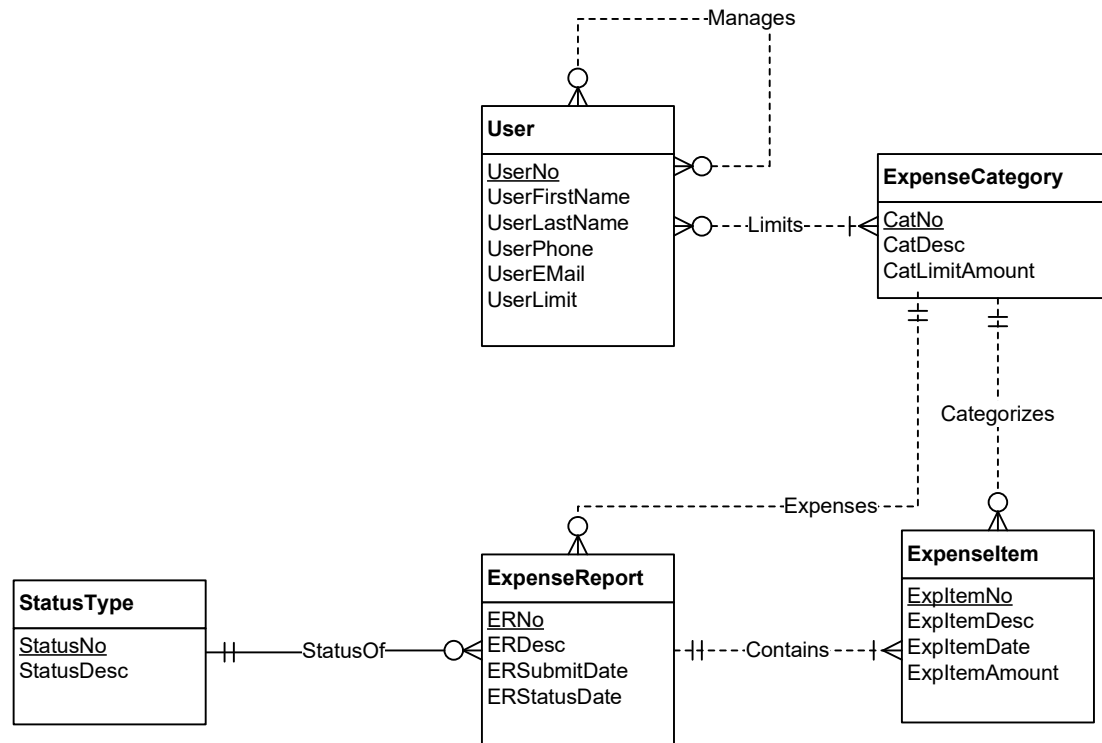 Manages
User
UserNo
UserFirstName
UserLastName
UserPhone
UserEMail
UserLimit
Limits
ExpenseCategory
CatNo
CatDesc
CatLimitAmount
Categorizes
Expenses
StatusType
StatusNo
StatusDesc
StatusOf
ExpenseReport
ERNo
ERDesc
ERSubmitDate
ERStatusDate
Contains
ExpenseItem
ExpItemNo
ExpItemDesc
ExpItemDate
ExpItemAmount